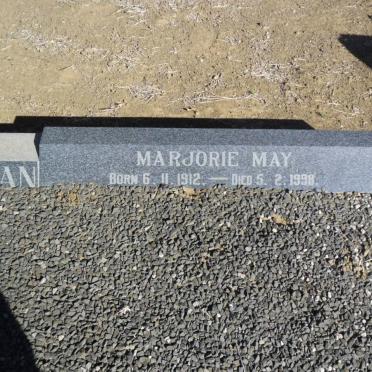 AN
MARJORIE MAY
BORN 6. 11. 1912. — DIED 5. 2. 1998.